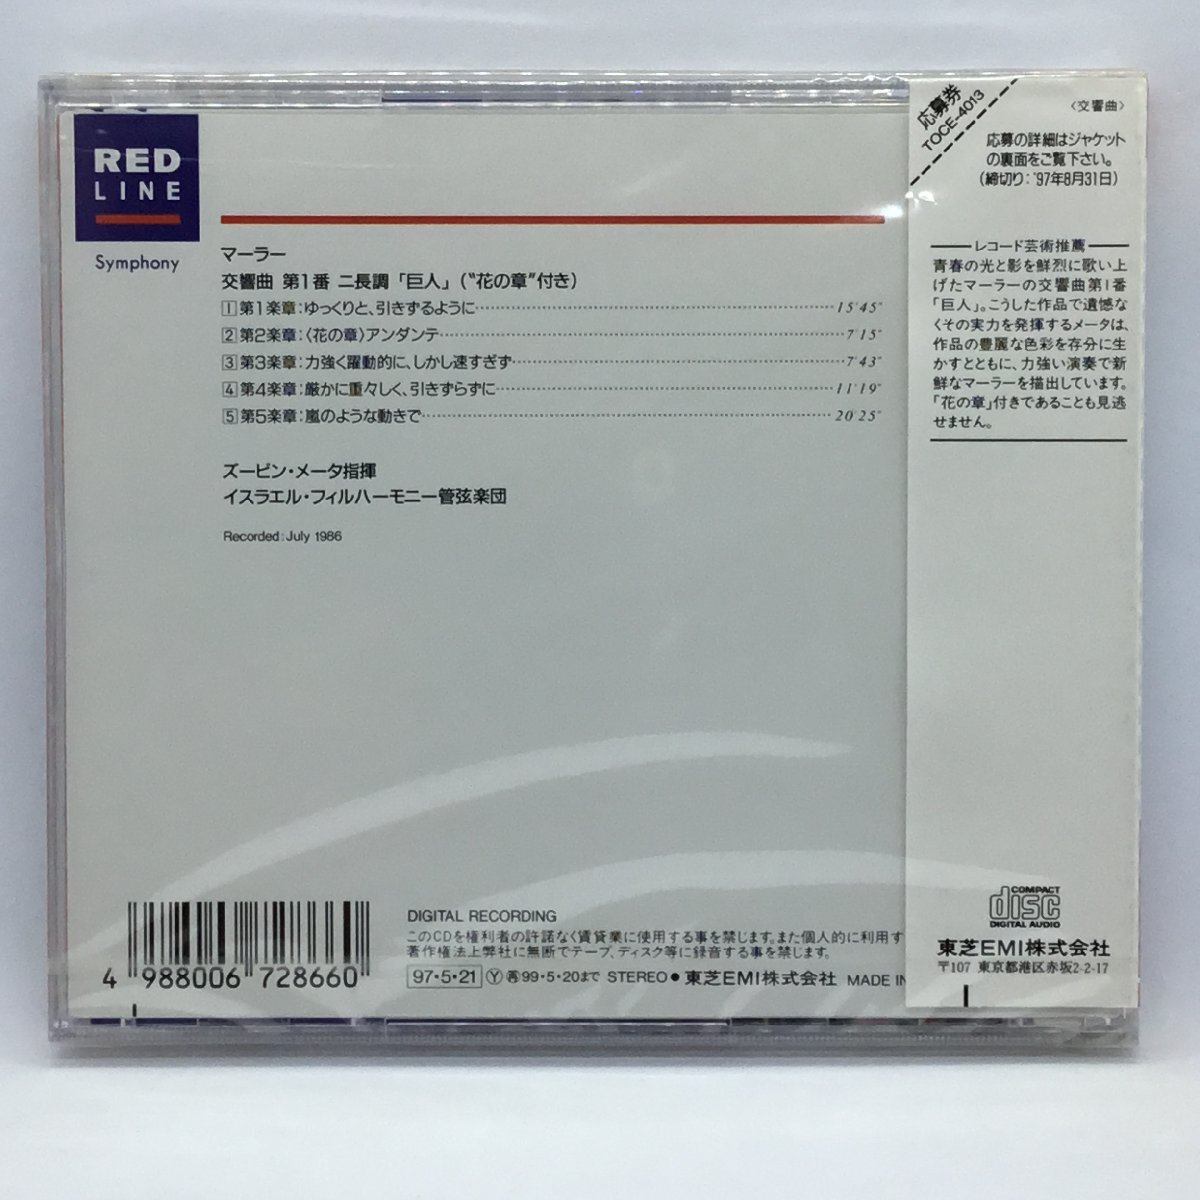 RED
LINE
Symphony
マーラー
交響曲 第1番 ニ長調「巨人」(“花の章”付き)
1 第1楽章:ゆっくりと、引きずるように 15′45″
2 第2楽章:〈花の章〉アンダンテ 7′15″
3 第3楽章:力強く躍動的に、しかし速すぎず 7′43″
4 第4楽章:厳かに重々しく、引きずらずに 11′19″
5 第5楽章:嵐のような動きで 20′25″
ズービン・メータ指揮
イスラエル・フィルハーモニー管弦楽団
Recorded:July 1986
応募券
TOCE-4013
〈交響曲〉
応募の詳細はジャケット
の裏面をご覧下さい。
(締切り:'97年8月31日)
レコード芸術推薦
青春の光と影を鮮烈に歌い上
げたマーラーの交響曲第1番
「巨人」。こうした作品で遺憾な
くその実力を発揮するメータは、
作品の豊麗な色彩を存分に生
かすとともに、力強い演奏で新
鮮なマーラーを描出しています。
「花の章」付きであることも見逃
せません。
COMPACT
disc
DIGITAL AUDIO
東芝EMI株式会社
〒107 東京都港区赤坂2-2-17
4 988006 728660
DIGITAL RECORDING
このCDを権利者の許諾なく賃貸業に使用する事を禁じます。また個人的に利用す
著作権法上弊社に無断でテープ、ディスク等に録音する事を禁じます。
97・5・21 Ⓨ㊢99・5・20まで STEREO ● 東芝EMI株式会社 MADE IN